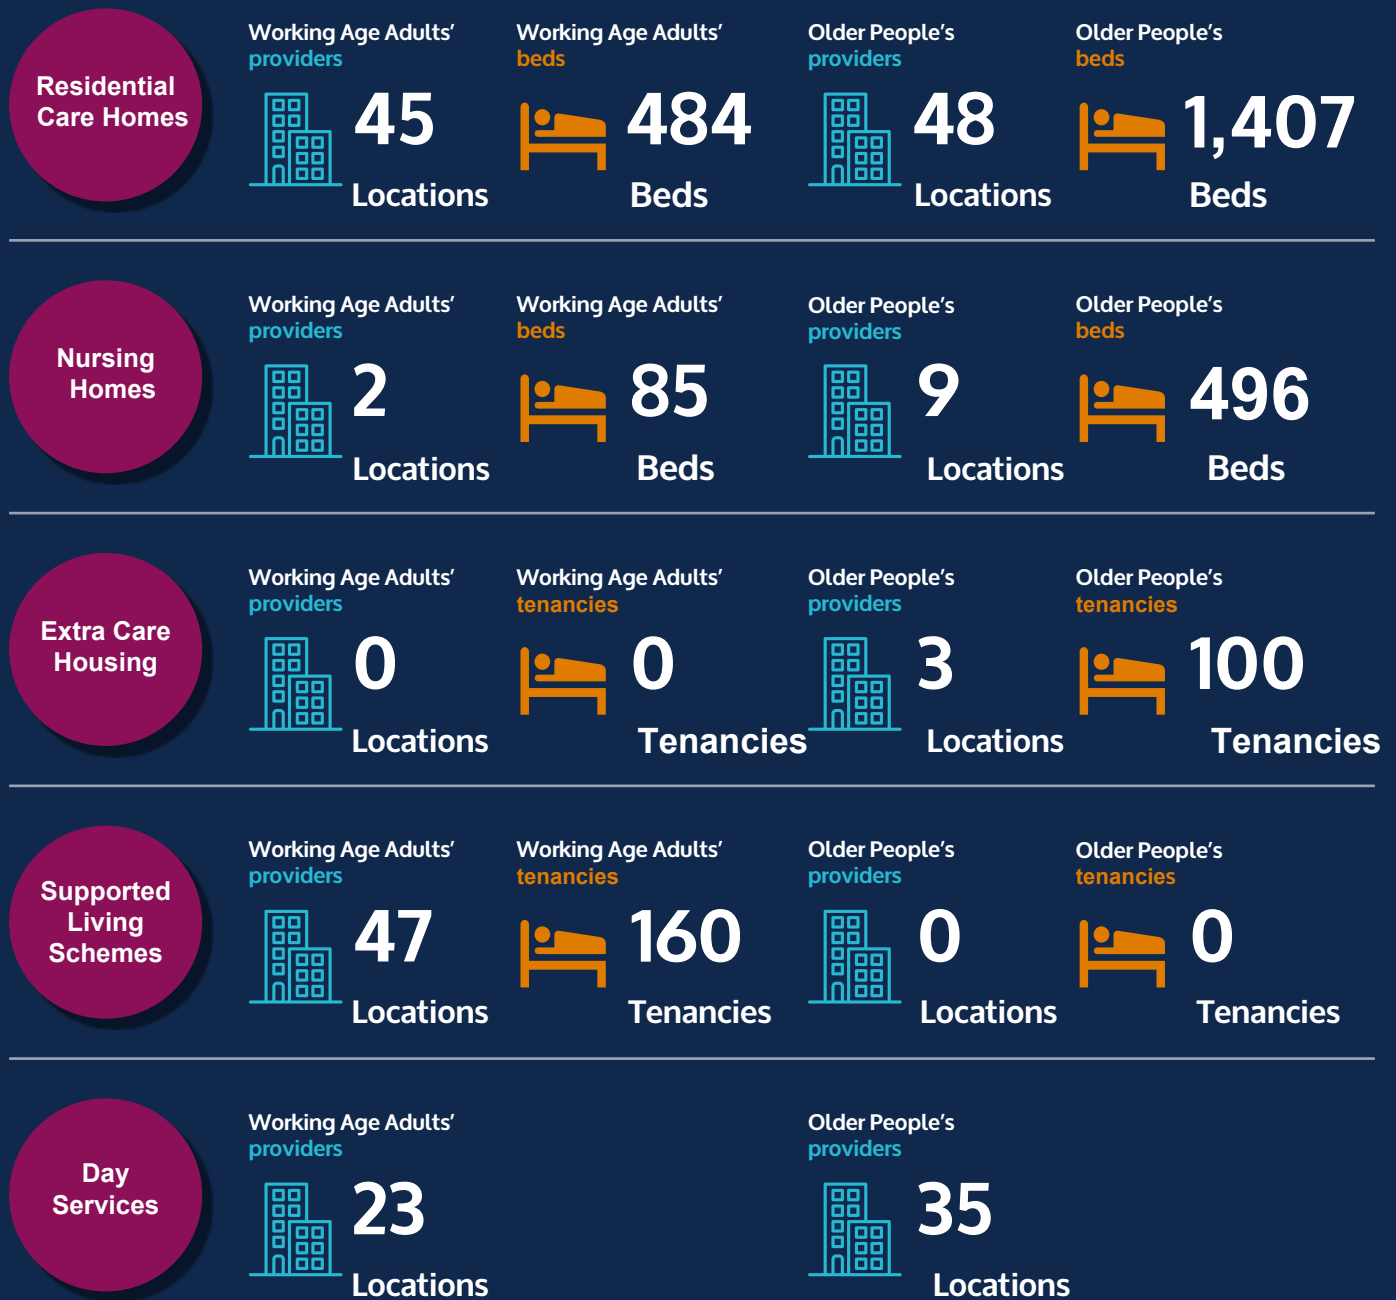 Residential
Care Homes
Working Age Adults’
providers
45
Locations
Working Age Adults’
beds
484
Beds
Older People’s
providers
48
Locations
Older People’s
beds
1,407
Beds
Nursing
Homes
Working Age Adults’
providers
2
Locations
Working Age Adults’
beds
85
Beds
Older People’s
providers
9
Locations
Older People’s
beds
496
Beds
Extra Care
Housing
Working Age Adults’
providers
0
Locations
Working Age Adults’
tenancies
0
Tenancies
Older People’s
providers
3
Locations
Older People’s
tenancies
100
Tenancies
Supported
Living
Schemes
Working Age Adults’
providers
47
Locations
Working Age Adults’
tenancies
160
Tenancies
Older People’s
providers
0
Locations
Older People’s
tenancies
0
Tenancies
Day
Services
Working Age Adults’
providers
23
Locations
Older People’s
providers
35
Locations